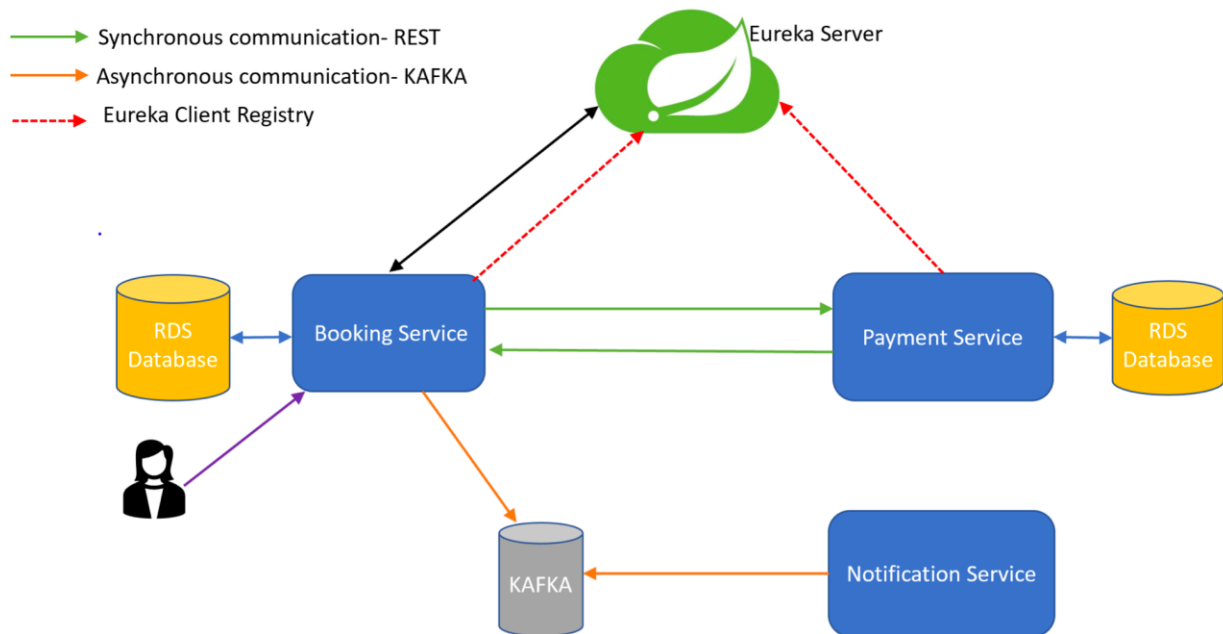 Synchronous communication- REST
Eureka Server
Asynchronous communication- KAFKA
Eureka Client Registry
RDS
Database
Booking Service
Payment Service
RDS
Database
KAFKA
Notification Service